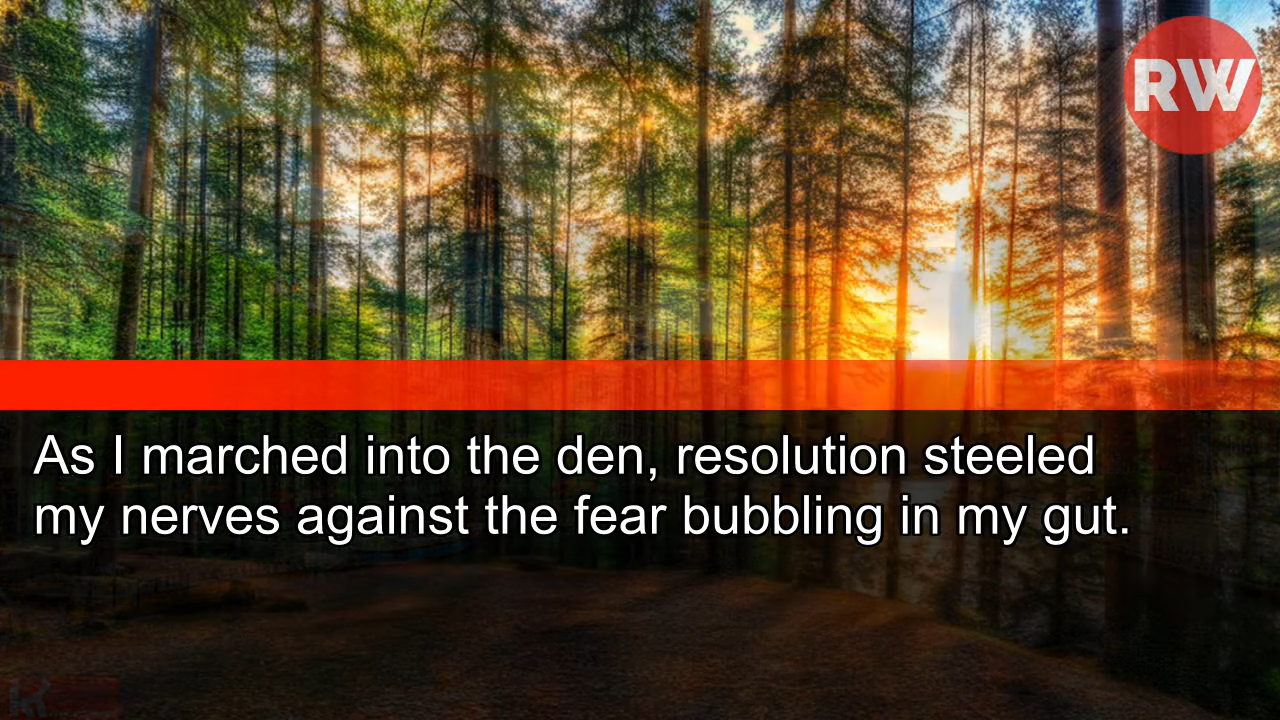 RW
As I marched into the den, resolution steeled
my nerves against the fear bubbling in my gut.